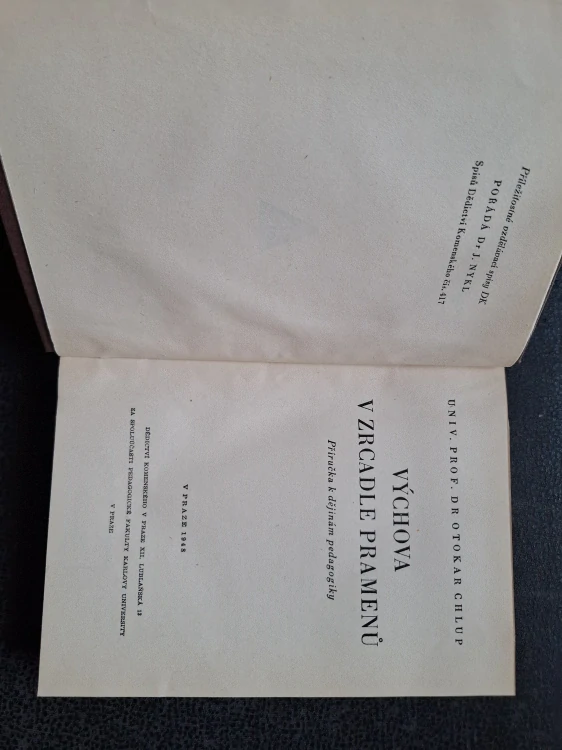 Příležitostné vzdělávací spisy DK
POŘÁDÁ Dr J. NYKL
Spisů Dědictví Komenského čís. 417
UNIV. PROF. DR OTOKAR CHLUP
VÝCHOVA
V ZRCADLE PRAMENŮ
Příručka k dějinám pedagogiky
V PRAZE 1948
DĚDICTVÍ KOMENSKÉHO V PRAZE XII, LUBLAŇSKÁ 13
ZA SPOLUÚČASTI PEDAGOGICKÉ FAKULTY KARLOVY UNIVERSITY
V PRAZE